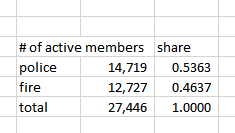 # of active members share
police 14,719 0.5363
fire 12,727 0.4637
total 27,446 1.0000